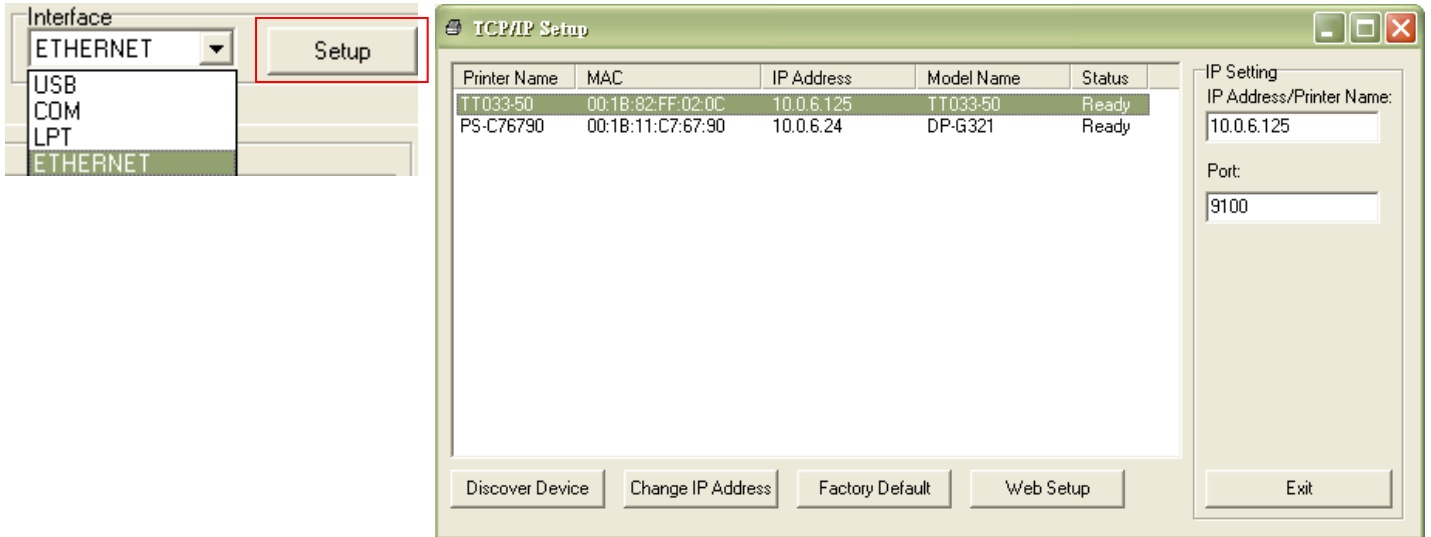 Interface
ETHERNET
Setup
USB
COM
LPT
ETHERNET
TCP/IP Setup
Printer Name MAC IP Address Model Name Status
TT033-50 00:1B:82:FF:02:0C 10.0.6.125 TT033-50 Ready
PS-C76790 00:1B:11:C7:67:90 10.0.6.24 DP-G321 Ready
IP Setting
IP Address/Printer Name:
10.0.6.125
Port:
9100
Discover Device Change IP Address Factory Default Web Setup Exit